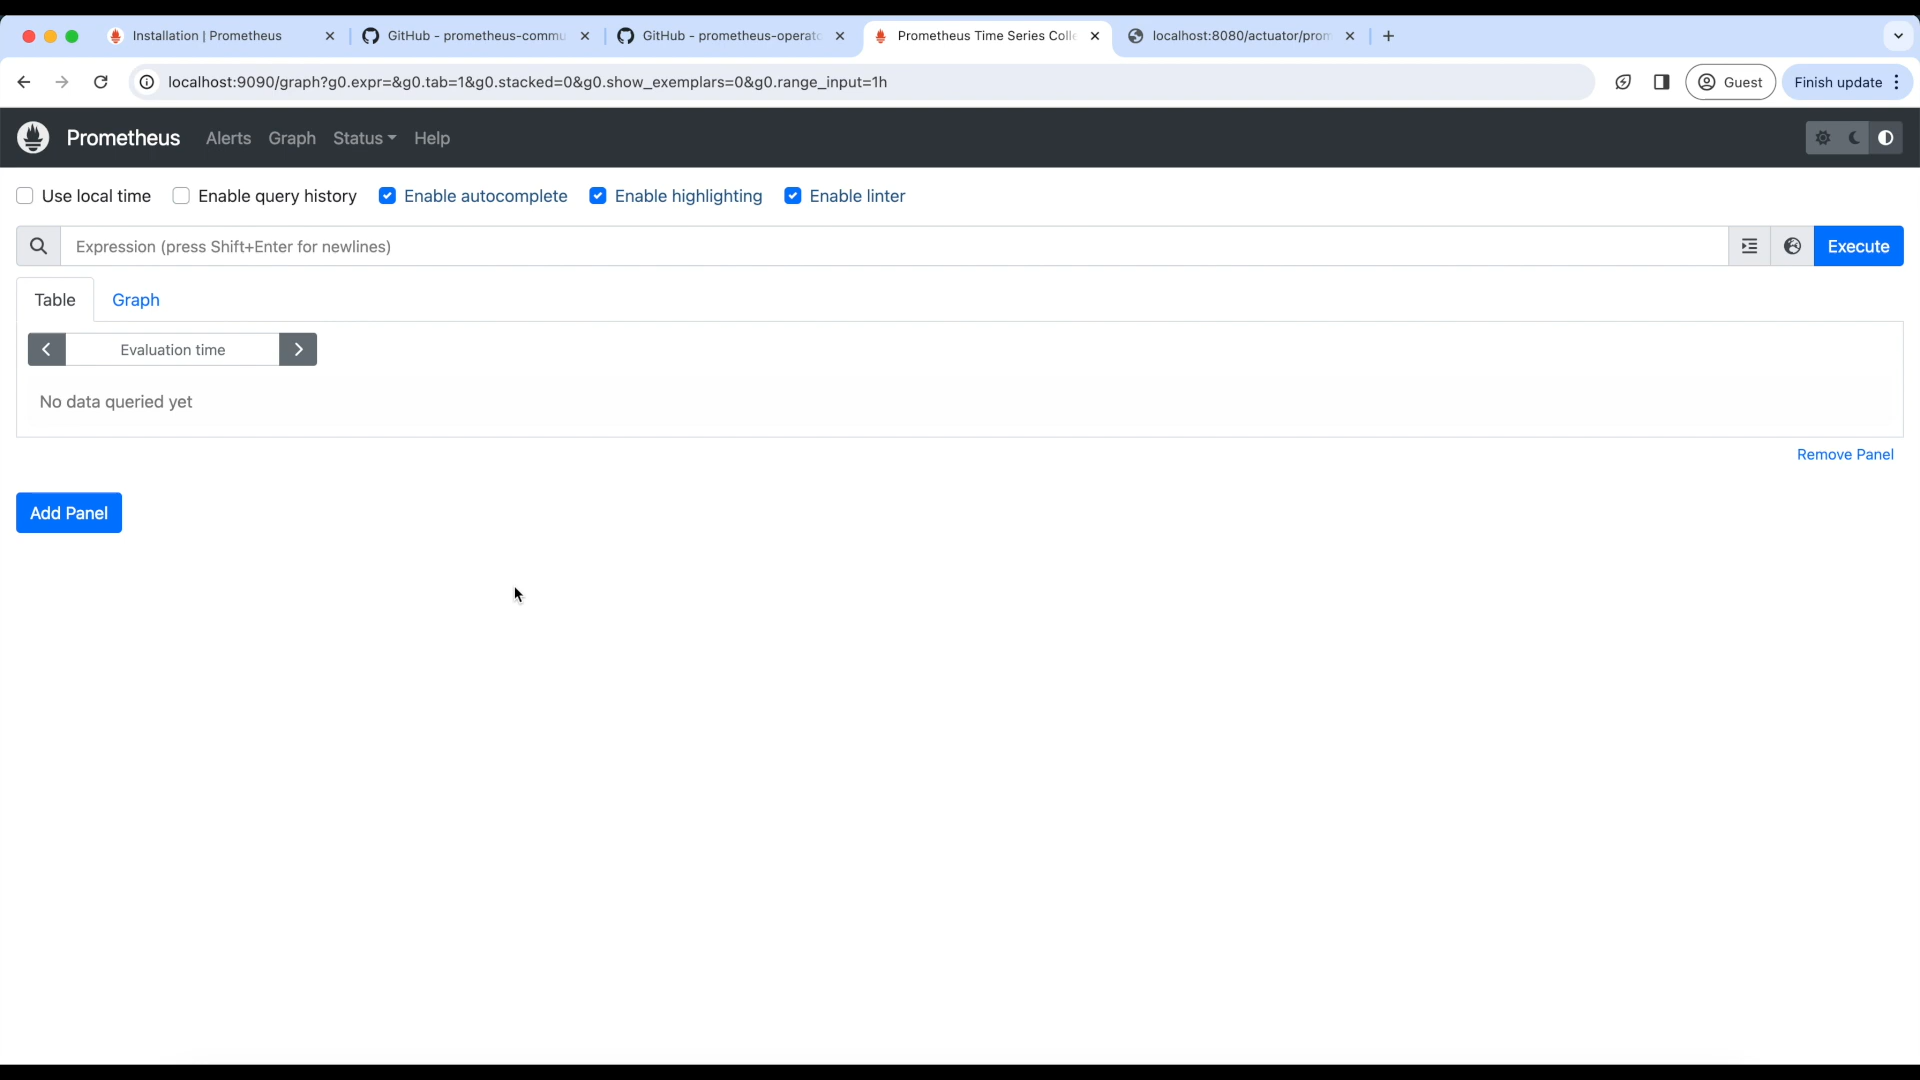 Installation | Prometheus
GitHub - prometheus-commu
GitHub - prometheus-operato
Prometheus Time Series Colle
localhost:8080/actuator/prom
localhost:9090/graph?g0.expr=&g0.tab=1&g0.stacked=0&g0.show_exemplars=0&g0.range_input=1h
Guest
Finish update
Prometheus
Alerts
Graph
Status
Help
Use local time
Enable query history
Enable autocomplete
Enable highlighting
Enable linter
Expression (press Shift+Enter for newlines)
Execute
Table
Graph
Evaluation time
No data queried yet
Remove Panel
Add Panel